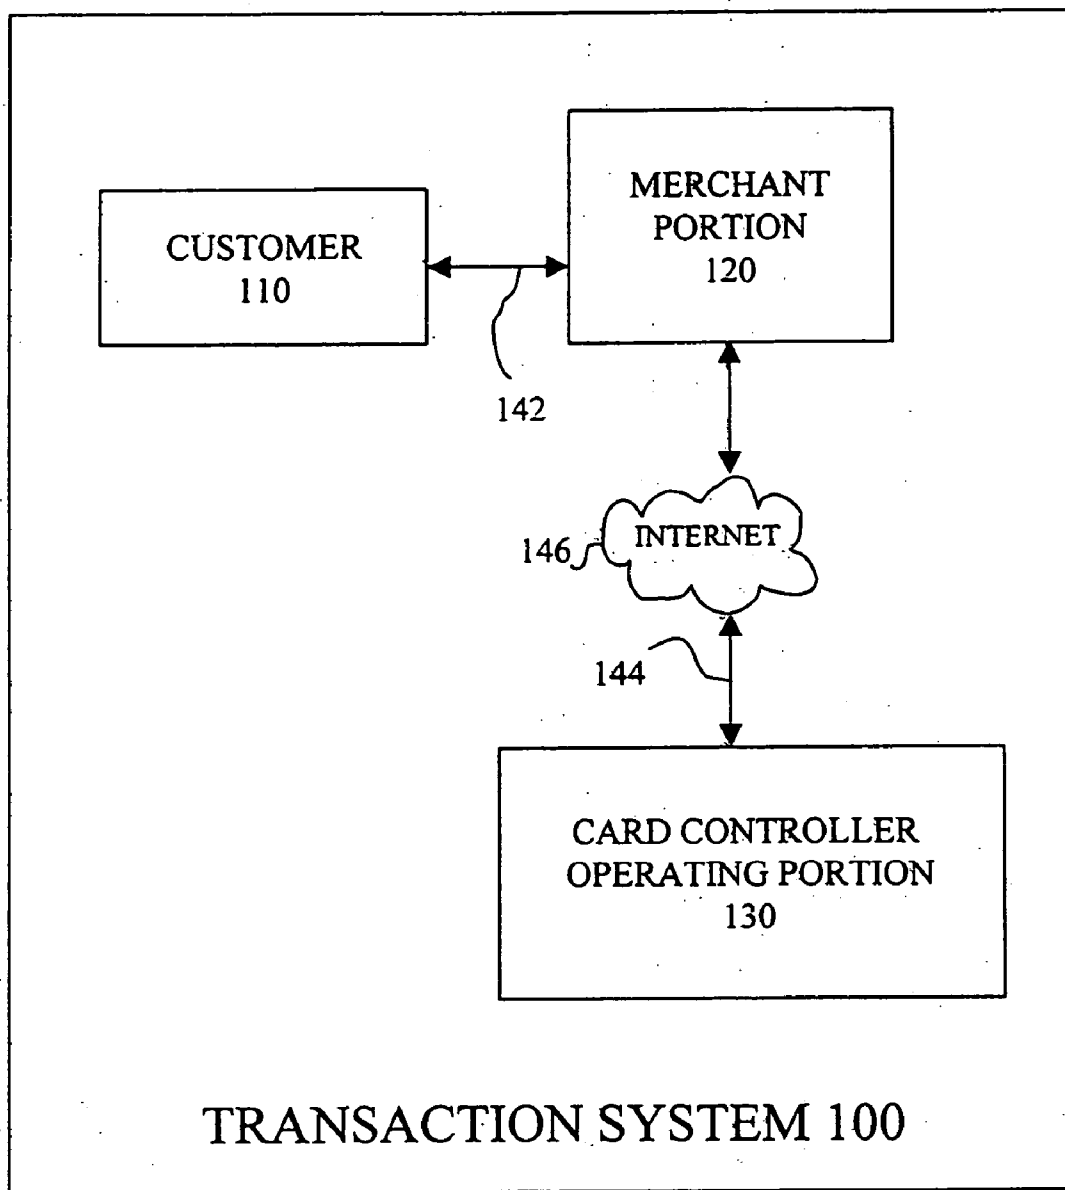 CUSTOMER
110
MERCHANT
PORTION
120
142
INTERNET
146
144
CARD CONTROLLER
OPERATING PORTION
130
TRANSACTION SYSTEM 100